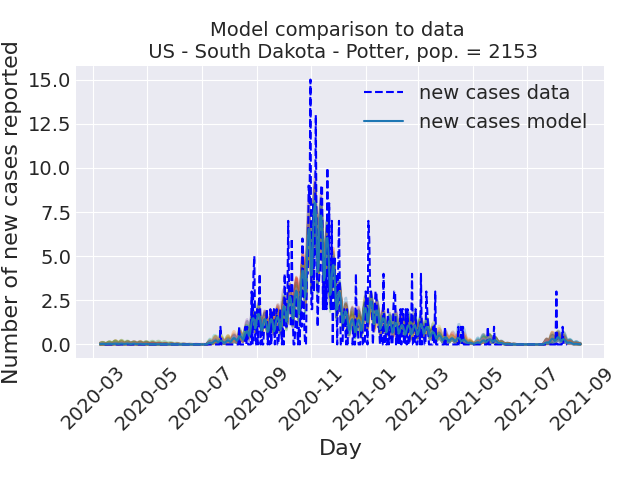 Model comparison to data
US - South Dakota - Potter, pop. = 2153
Number of new cases reported
15.0
12.5
10.0
7.5
5.0
2.5
0.0
new cases data
new cases model
2020-03
2020-05
2020-07
2020-09
2020-11
2021-01
2021-03
2021-05
2021-07
2021-09
Day